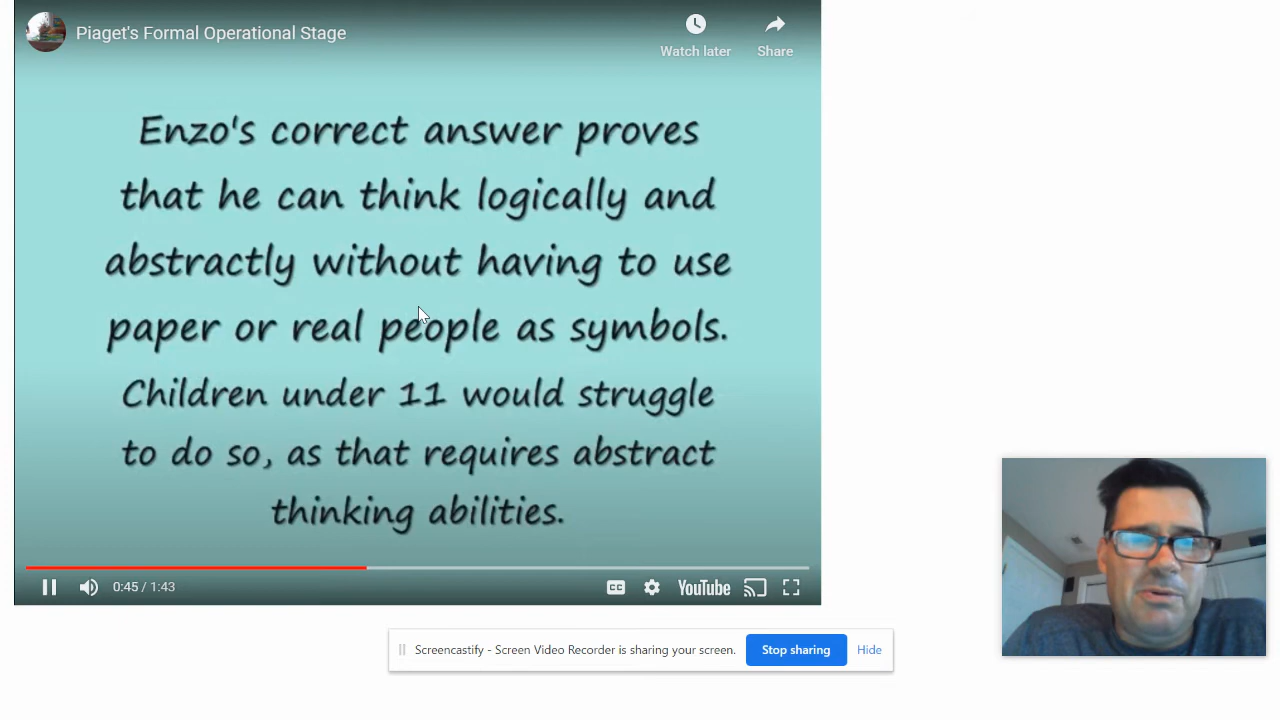 Piaget's Formal Operational Stage
Watch later
Share
Enzo's correct answer proves
that he can think logically and
abstractly without having to use
paper or real people as symbols.
Children under 11 would struggle
to do so, as that requires abstract
thinking abilities.
0:45 / 1:43
CC
YouTube
Screencastify - Screen Video Recorder is sharing your screen.
Stop sharing
Hide